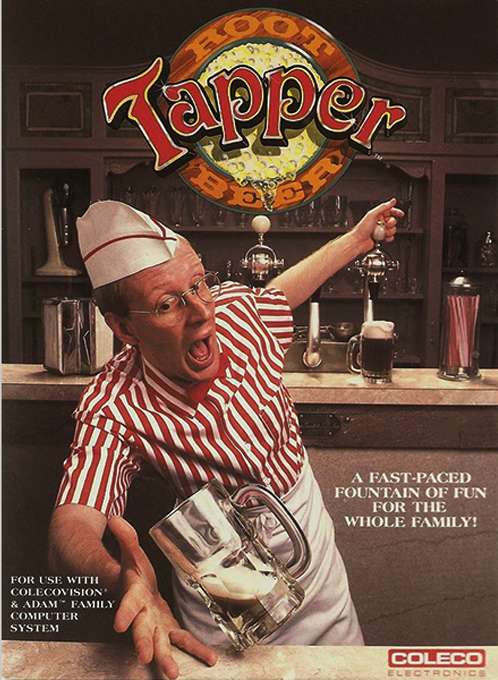 ROOT
Tapper™
BEER
A FAST-PACED
FOUNTAIN OF FUN
FOR THE
WHOLE FAMILY!
FOR USE WITH
COLECOVISION®
& ADAM™ FAMILY
COMPUTER
SYSTEM
COLECO
ELECTRONICS